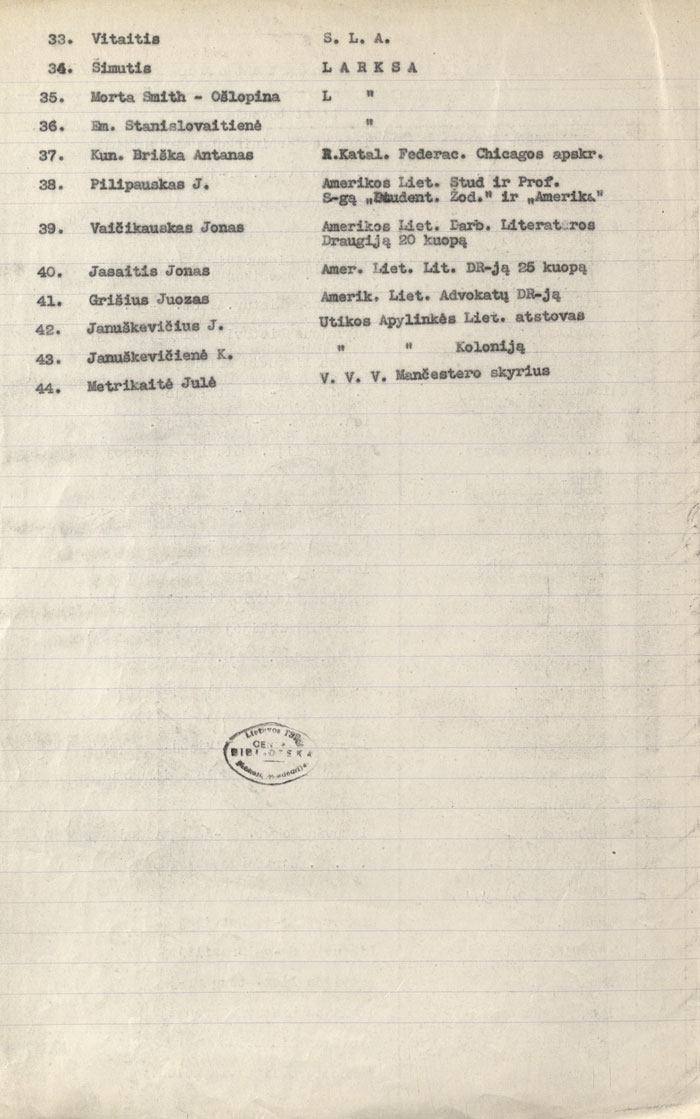 33. Vitaitis S. L. A.
34. Šimutis L A R K S A
35. Morta Smith - Ošlopina L "
36. Em. Stanislovaitienė "
37. Kun. Briška Antanas R.Katal. Federac. Chicagos apskr.
38. Pilipauskas J. Amerikos Liet. Stud ir Prof.
S-gą „Student. Žod." ir „Amerika"
39. Vaičikauskas Jonas Amerikos Liet. Darb. Literatūros
Draugiją 20 kuopą
40. Jasaitis Jonas Amer. Liet. Lit. DR-ją 25 kuopą
41. Grišius Juozas Amerik. Liet. Advokatų DR-ją
42. Januškevičius J. Utikos Apylinkės Liet. atstovas
43. Januškevičienė K. " " Koloniją
44. Metrikaitė Julė V. V. V. Mančestero skyrius
Lietuvos
BIBLIOTEKA